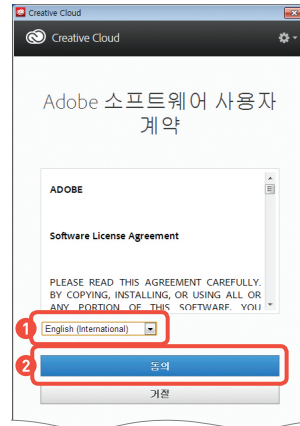 Creative Cloud
Creative Cloud
Adobe 소프트웨어 사용자
계약
ADOBE
Software License Agreement
PLEASE READ THIS AGREEMENT CAREFULLY.
BY COPYING, INSTALLING, OR USING ALL OR
ANY PORTION OF THIS SOFTWARE, YOU
1
English (International)
2
동의
거절